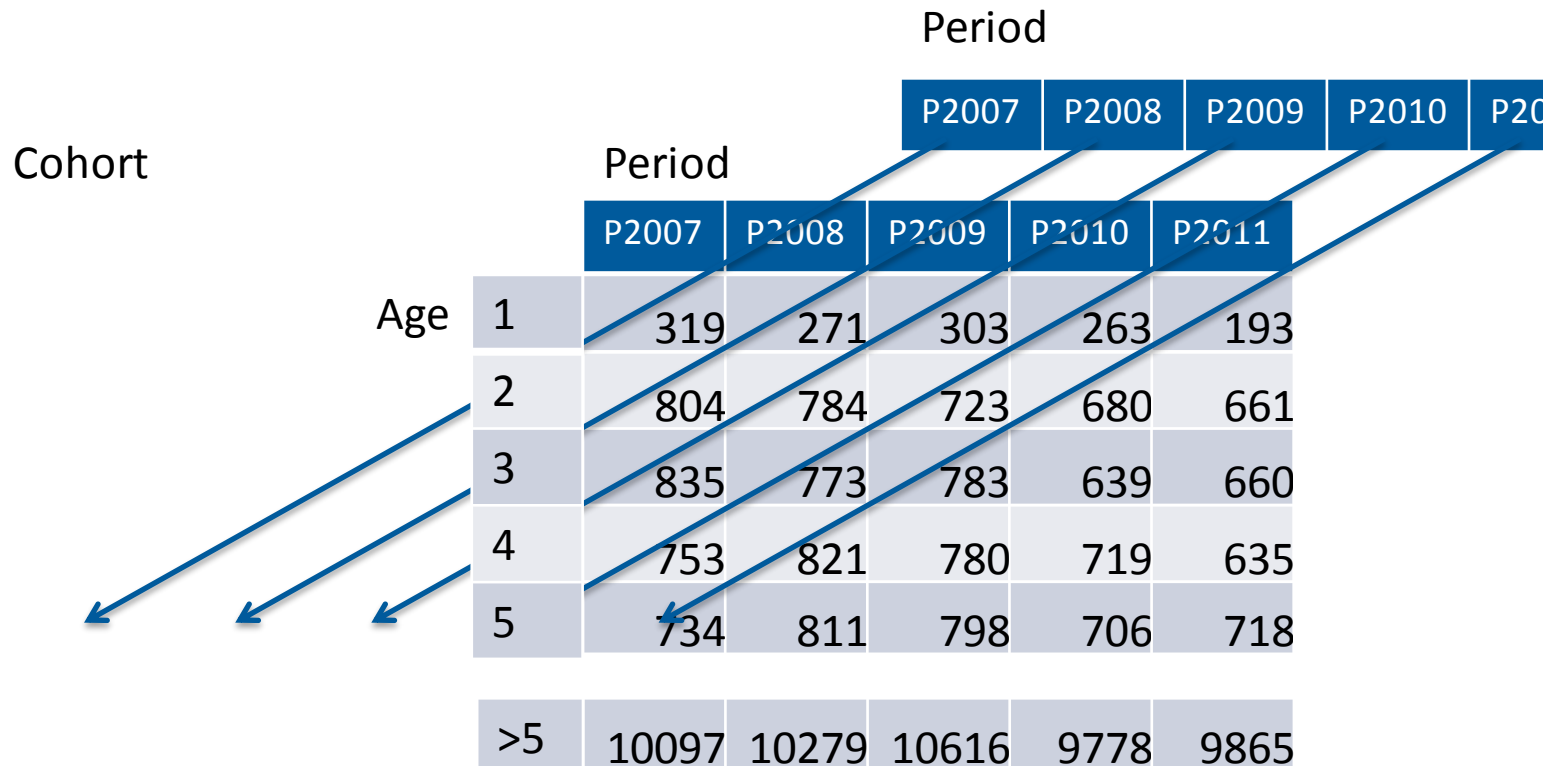 Period
P2007 P2008 P2009 P2010 P20
Cohort Period
P2007 P2008 P2009 P2010 P2011
Age 1 319 271 303 263 193
2 804 784 723 680 661
3 835 773 783 639 660
4 753 821 780 719 635
5 734 811 798 706 718
>5 10097 10279 10616 9778 9865